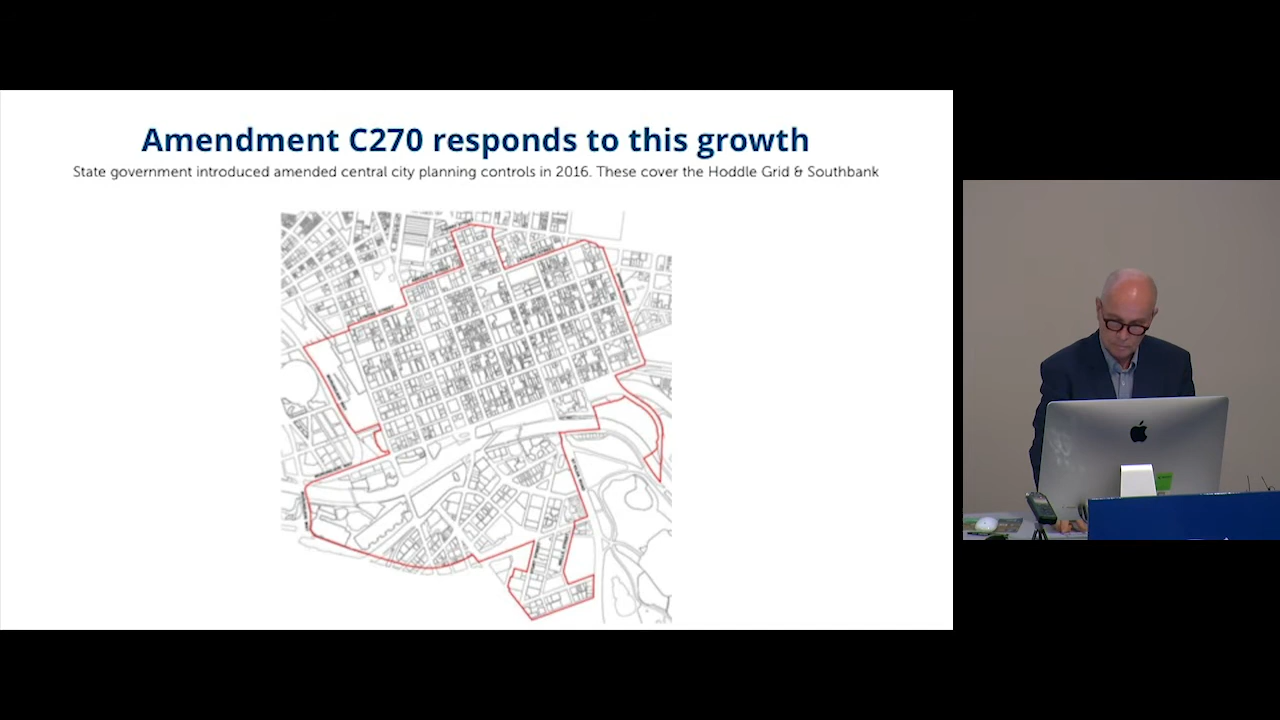 Amendment C270 responds to this growth
State government introduced amended central city planning controls in 2016. These cover the Hoddle Grid & Southbank